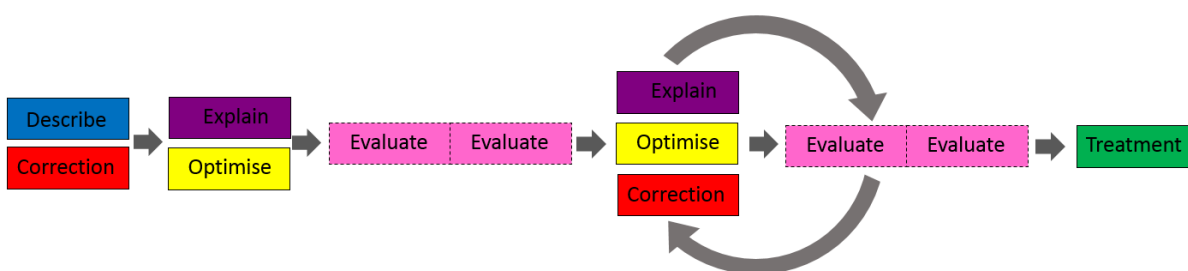 Describe
Correction
Explain
Optimise
Evaluate Evaluate
Explain
Optimise
Correction
Evaluate Evaluate
Treatment